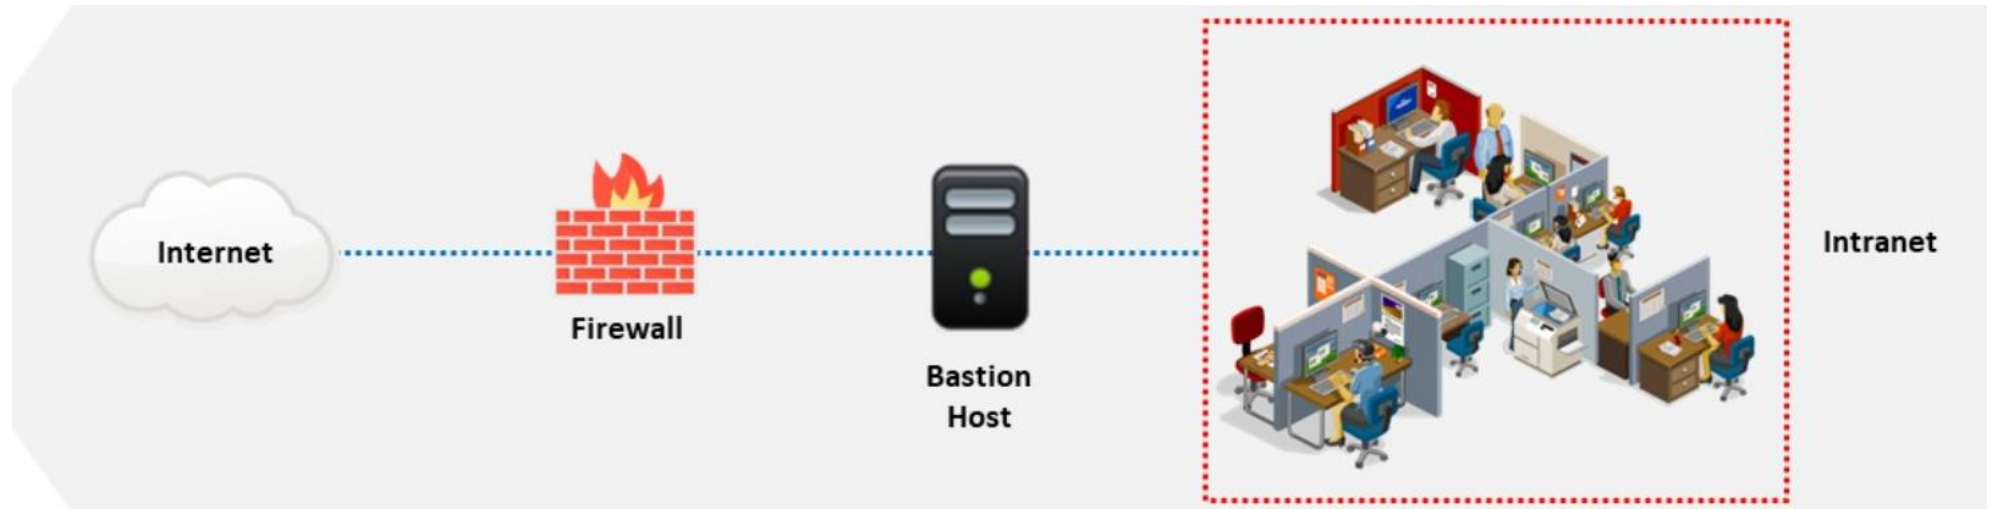 Internet
Firewall
Bastion
Host
Intranet